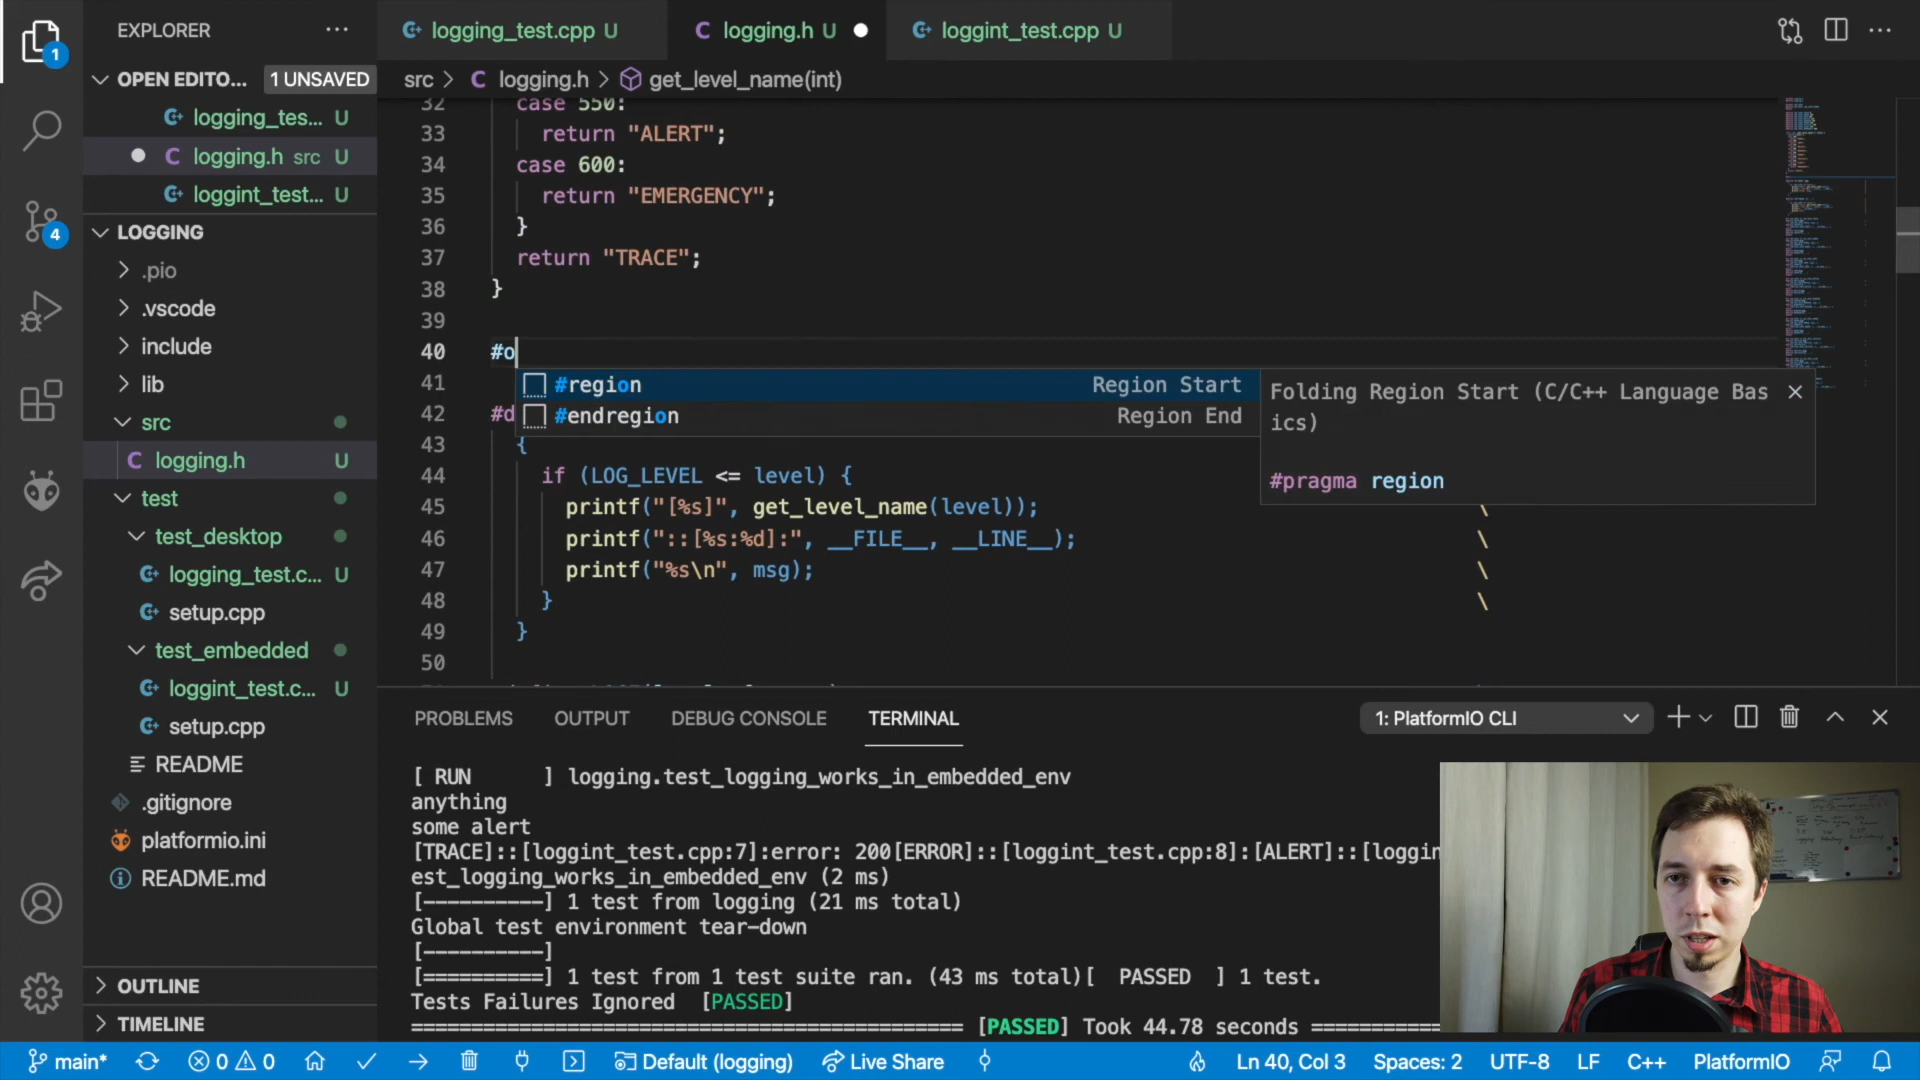 EXPLORER
logging_test.cpp U
logging.h U
loggint_test.cpp U
1
OPEN EDITO... 1 UNSAVED
src > C logging.h > get_level_name(int)
logging_tes... U
logging.h src U
loggint_test... U
4
LOGGING
.pio
.vscode
include
lib
src
C logging.h U
test
test_desktop
logging_test.c... U
setup.cpp
test_embedded
loggint_test.c... U
setup.cpp
README
.gitignore
platformio.ini
README.md
OUTLINE
TIMELINE
32 case 550:
33 return "ALERT";
34 case 600:
35 return "EMERGENCY";
36 }
37 return "TRACE";
38 }
39
40 #o
41
42 #d
43 {
44 if (LOG_LEVEL <= level) {
45 printf("[%s]", get_level_name(level)); \
46 printf("::[%s:%d]:", __FILE__, __LINE__); \
47 printf("%s\n", msg); \
48 } \
49 }
50
#region Region Start
#endregion Region End
Folding Region Start (C/C++ Language Bas
ics)
#pragma region
PROBLEMS OUTPUT DEBUG CONSOLE TERMINAL
1: PlatformIO CLI
[ RUN      ] logging.test_logging_works_in_embedded_env
anything
some alert
[TRACE]::[loggint_test.cpp:7]:error: 200[ERROR]::[loggint_test.cpp:8]:[ALERT]::[loggin
est_logging_works_in_embedded_env (2 ms)
[----------] 1 test from logging (21 ms total)
Global test environment tear-down
[----------]
[==========] 1 test from 1 test suite ran. (43 ms total)[  PASSED  ] 1 test.
Tests Failures Ignored  [PASSED]
============================================ [PASSED] Took 44.78 seconds ===========
main* 0 0 Default (logging) Live Share Ln 40, Col 3 Spaces: 2 UTF-8 LF C++ PlatformIO